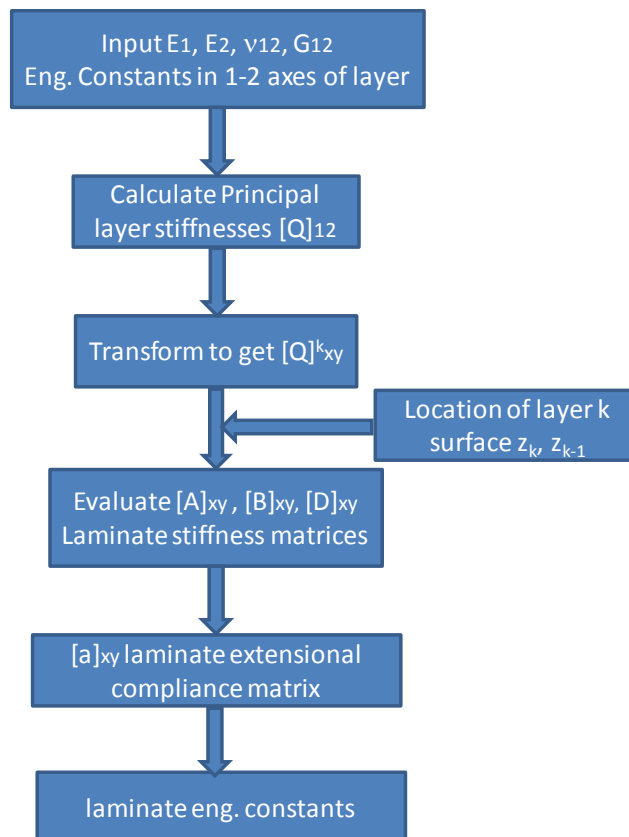 Input E1, E2, ν12, G12
Eng. Constants in 1-2 axes of layer
Calculate Principal
layer stiffnesses [Q]12
Transform to get [Q]ᵏxy
Location of layer k
surface zₖ, zₖ₋₁
Evaluate [A]xy , [B]xy, [D]xy
Laminate stiffness matrices
[a]xy laminate extensional
compliance matrix
laminate eng. constants